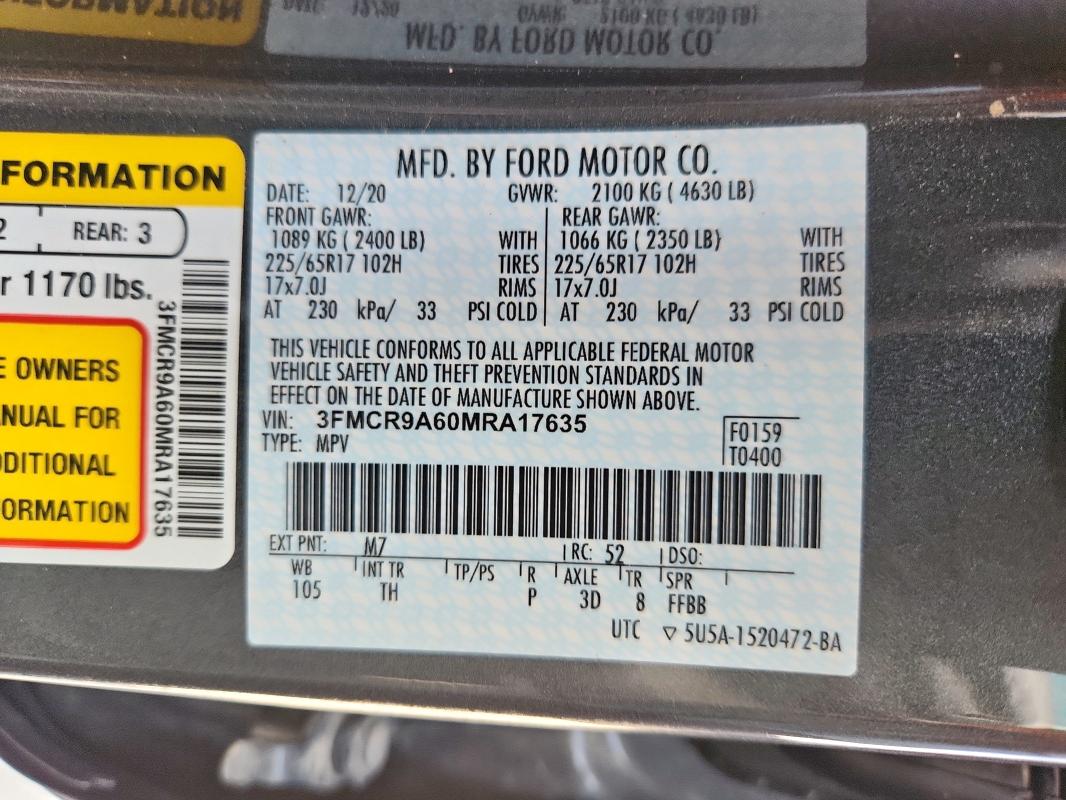 MFD. BY FORD MOTOR CO.
FORMATION
2 REAR: 3
r 1170 lbs.
E OWNERS
NUAL FOR
DDITIONAL
ORMATION
3FMCR9A60MRA17635
MFD. BY FORD MOTOR CO.
DATE: 12/20 GVWR: 2100 KG ( 4630 LB)
FRONT GAWR: REAR GAWR:
1089 KG ( 2400 LB) WITH 1066 KG ( 2350 LB) WITH
225/65R17 102H TIRES 225/65R17 102H TIRES
17x7.0J RIMS 17x7.0J RIMS
AT 230 kPa/ 33 PSI COLD AT 230 kPa/ 33 PSI COLD
THIS VEHICLE CONFORMS TO ALL APPLICABLE FEDERAL MOTOR
VEHICLE SAFETY AND THEFT PREVENTION STANDARDS IN
EFFECT ON THE DATE OF MANUFACTURE SHOWN ABOVE.
VIN: 3FMCR9A60MRA17635
TYPE: MPV
F0159
T0400
EXT PNT: M7 RC: 52 DSO:
WB INT TR TP/PS R AXLE TR SPR
105 TH P 3D 8 FFBB
UTC ▽ 5U5A-1520472-BA